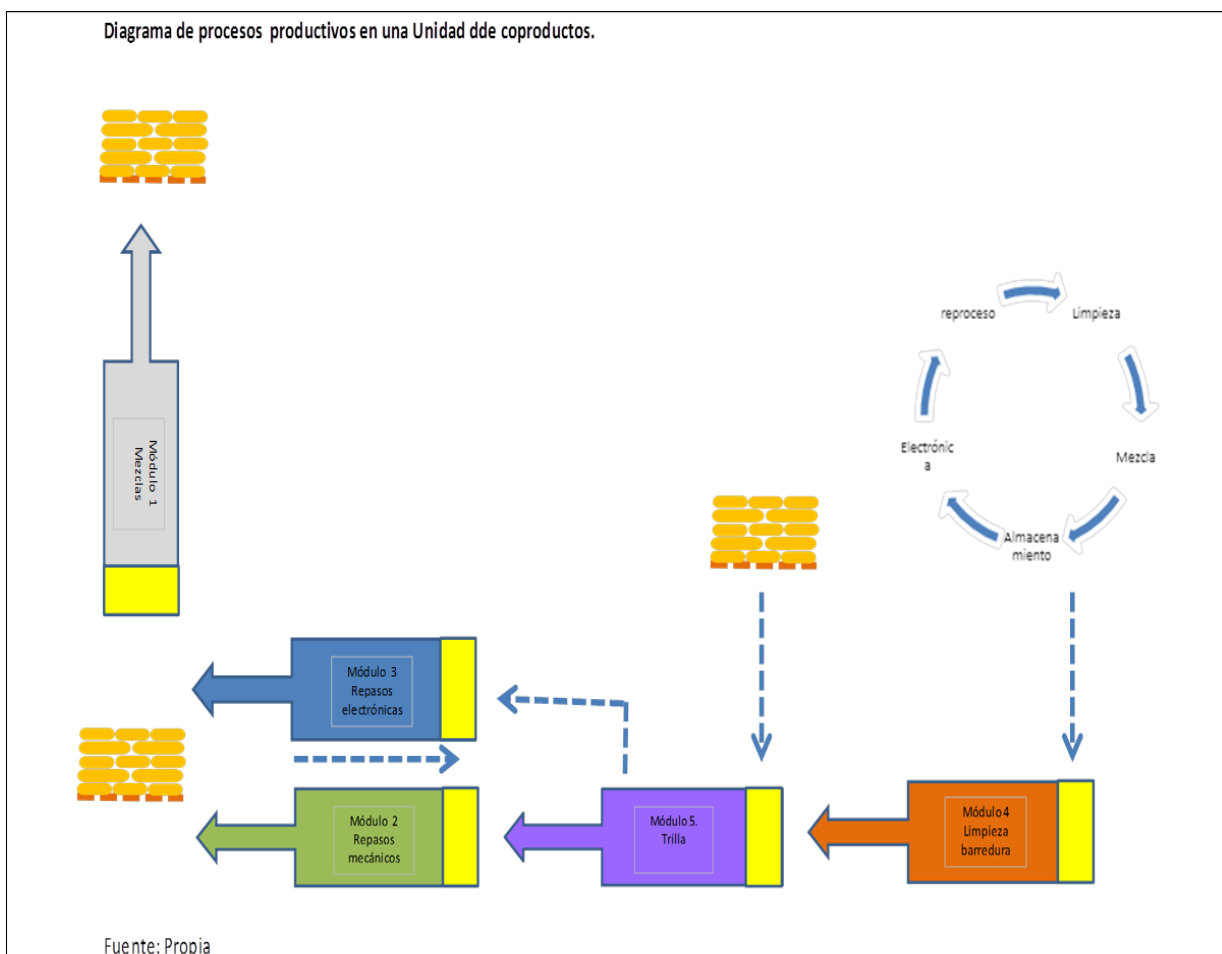 Diagrama de procesos productivos en una Unidad dde coproductos.
reproceso
Limpieza
Electrónic
a
Mezcla
Almacena
miento
Módulo 1
Mezclas
Módulo 3
Repasos
electrónicas
Módulo 2
Repasos
mecánicos
Módulo 5.
Trilla
Módulo 4
Limpieza
barredura
Fuente: Propia